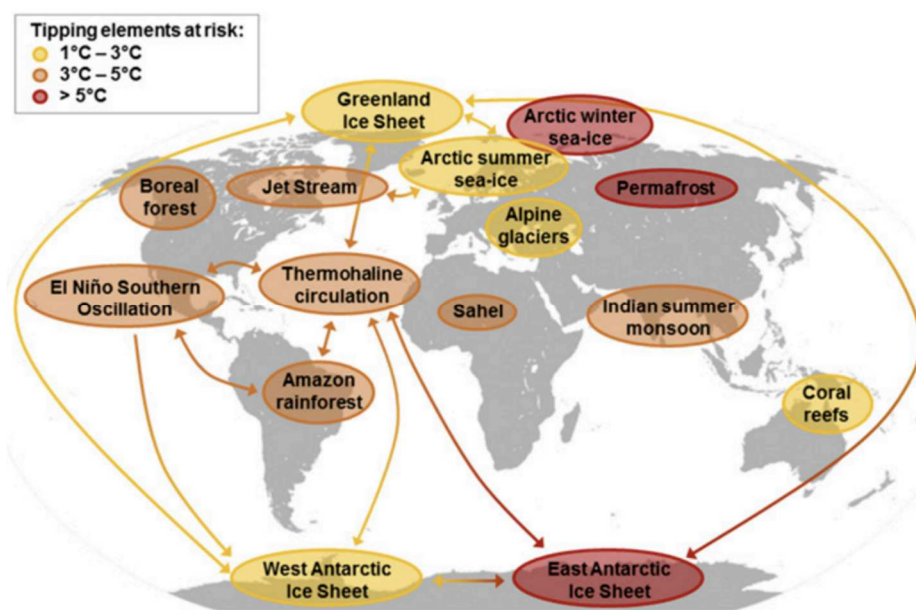 Tipping elements at risk:
1°C – 3°C
3°C – 5°C
> 5°C
Greenland
Ice Sheet
Arctic winter
sea-ice
Arctic summer
sea-ice
Boreal
forest
Jet Stream
Permafrost
Alpine
glaciers
El Niño Southern
Oscillation
Thermohaline
circulation
Sahel
Indian summer
monsoon
Amazon
rainforest
Coral
reefs
West Antarctic
Ice Sheet
East Antarctic
Ice Sheet